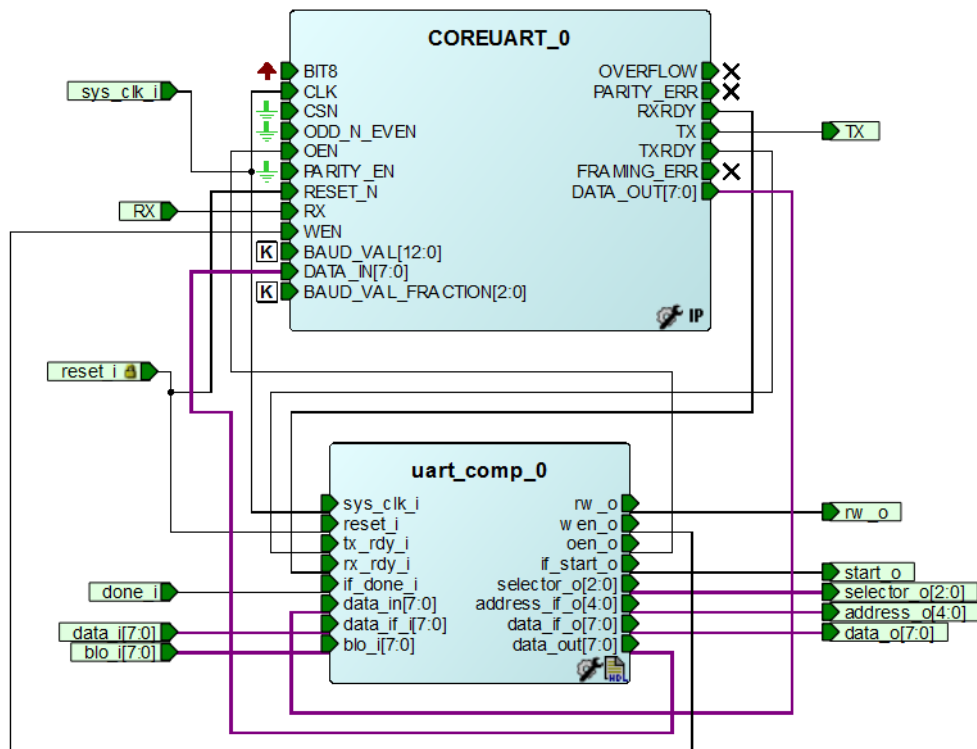 COREUART_0
BIT8
CLK
CSN
ODD_N_EVEN
OEN
PARITY_EN
RESET_N
RX
WEN
BAUD_VAL[12:0]
DATA_IN[7:0]
BAUD_VAL_FRACTION[2:0]
OVERFLOW
PARITY_ERR
RXRDY
TX
TXRDY
FRAMING_ERR
DATA_OUT[7:0]
IP
K
K
sys_clk_i
RX
TX
reset_i
uart_comp_0
sys_clk_i
reset_i
tx_rdy_i
rx_rdy_i
if_done_i
data_in[7:0]
data_if_i[7:0]
blo_i[7:0]
rw_o
wen_o
oen_o
if_start_o
selector_o[2:0]
address_if_o[4:0]
data_if_o[7:0]
data_out[7:0]
HDL
done_i
data_i[7:0]
blo_i[7:0]
rw_o
start_o
selector_o[2:0]
address_o[4:0]
data_o[7:0]